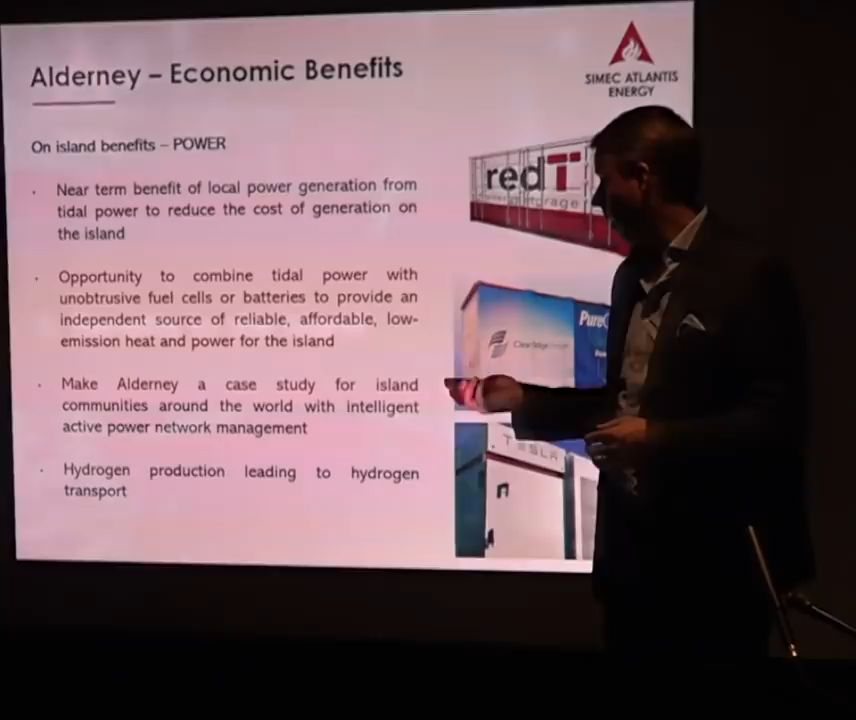 Alderney – Economic Benefits
SIMEC ATLANTIS
ENERGY
On island benefits – POWER
· Near term benefit of local power generation from
tidal power to reduce the cost of generation on
the island
· Opportunity to combine tidal power with
unobtrusive fuel cells or batteries to provide an
independent source of reliable, affordable, low-
emission heat and power for the island
· Make Alderney a case study for island
communities around the world with intelligent
active power network management
· Hydrogen production leading to hydrogen
transport
redT
storage
PureC
ClearEdge
TESLA